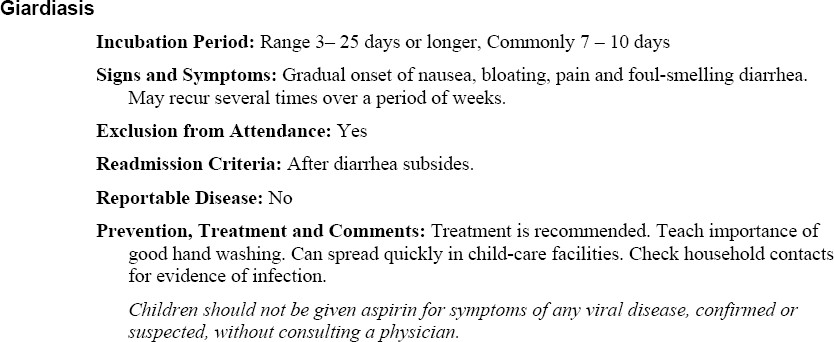 Giardiasis
Incubation Period: Range 3– 25 days or longer, Commonly 7 – 10 days
Signs and Symptoms: Gradual onset of nausea, bloating, pain and foul-smelling diarrhea.
May recur several times over a period of weeks.
Exclusion from Attendance: Yes
Readmission Criteria: After diarrhea subsides.
Reportable Disease: No
Prevention, Treatment and Comments: Treatment is recommended. Teach importance of
good hand washing. Can spread quickly in child-care facilities. Check household contacts
for evidence of infection.
Children should not be given aspirin for symptoms of any viral disease, confirmed or
suspected, without consulting a physician.